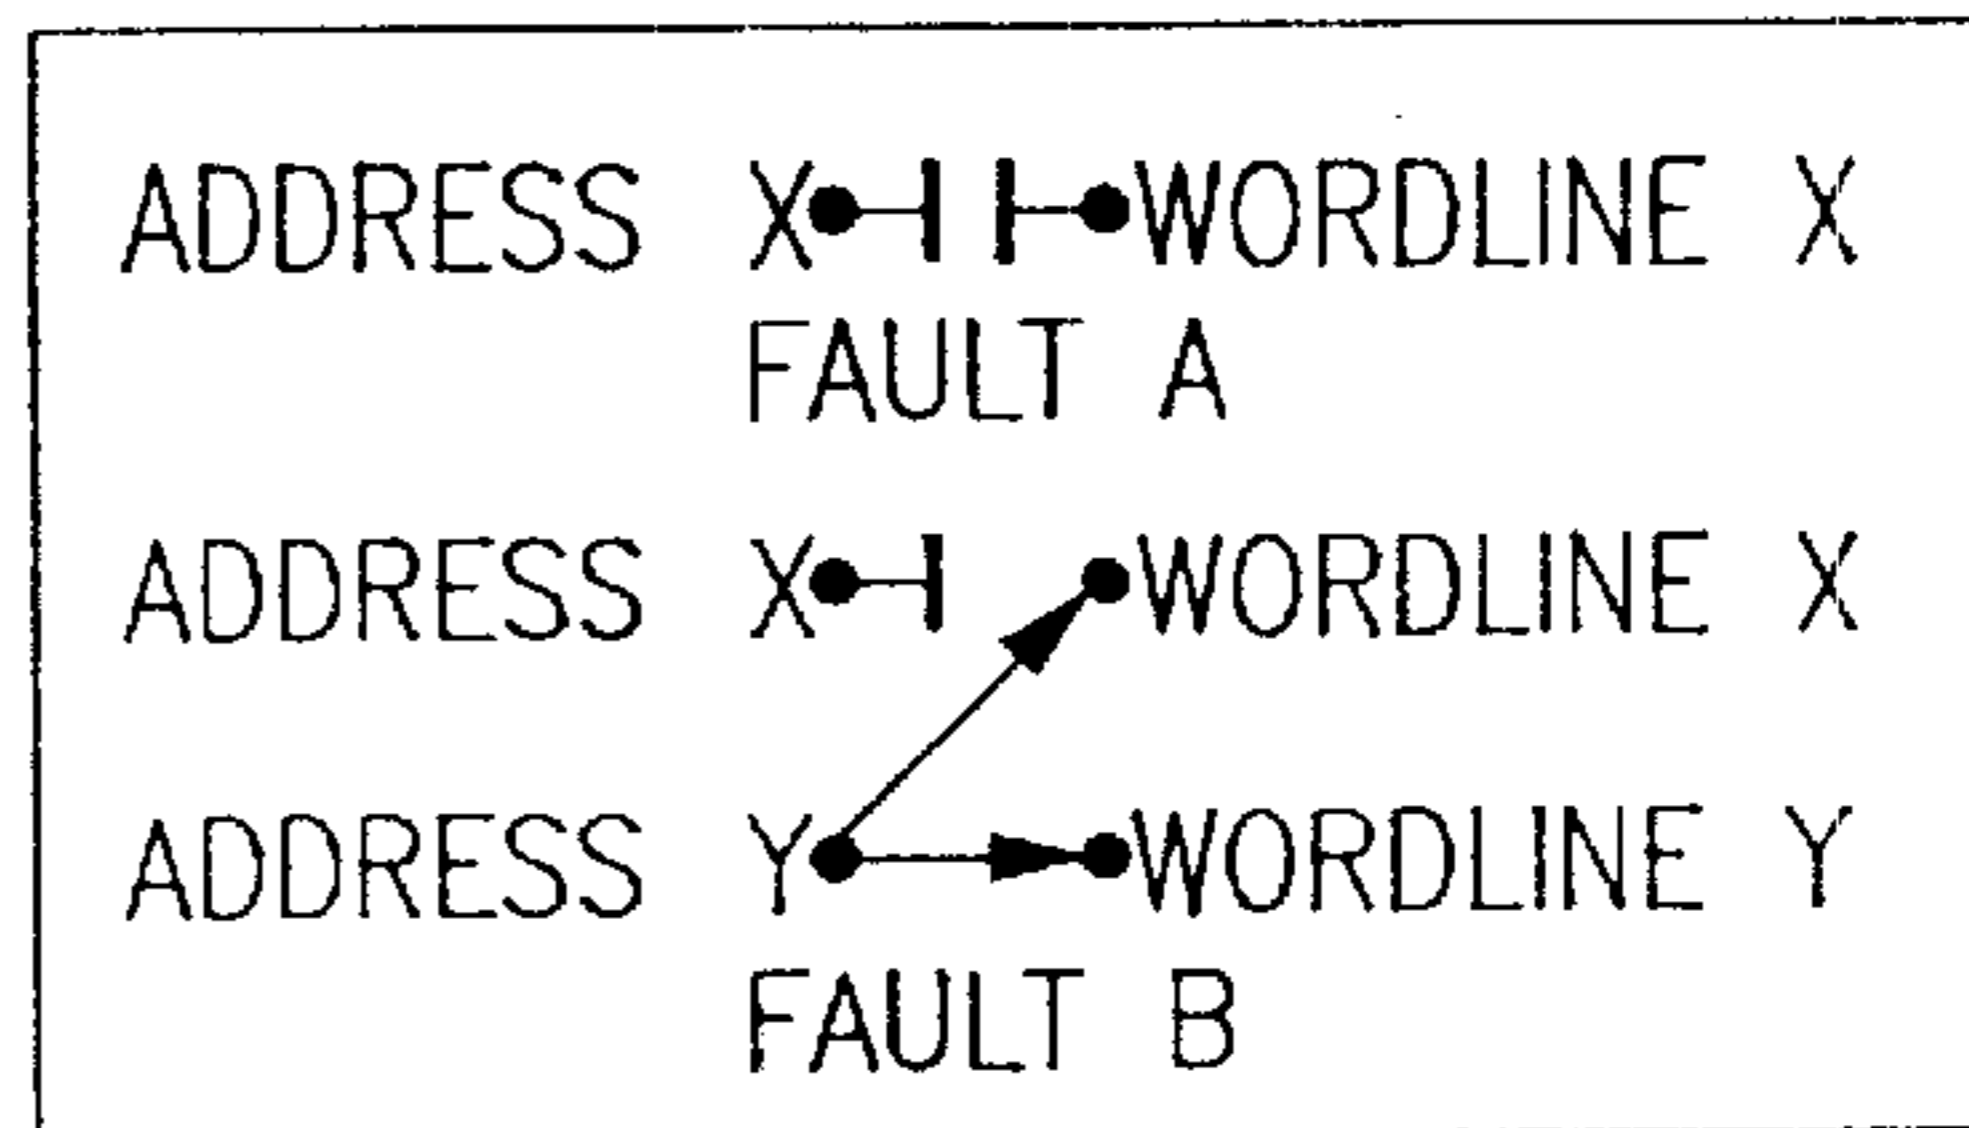 ADDRESS X WORDLINE X
FAULT A
ADDRESS X WORDLINE X
ADDRESS Y WORDLINE Y
FAULT B